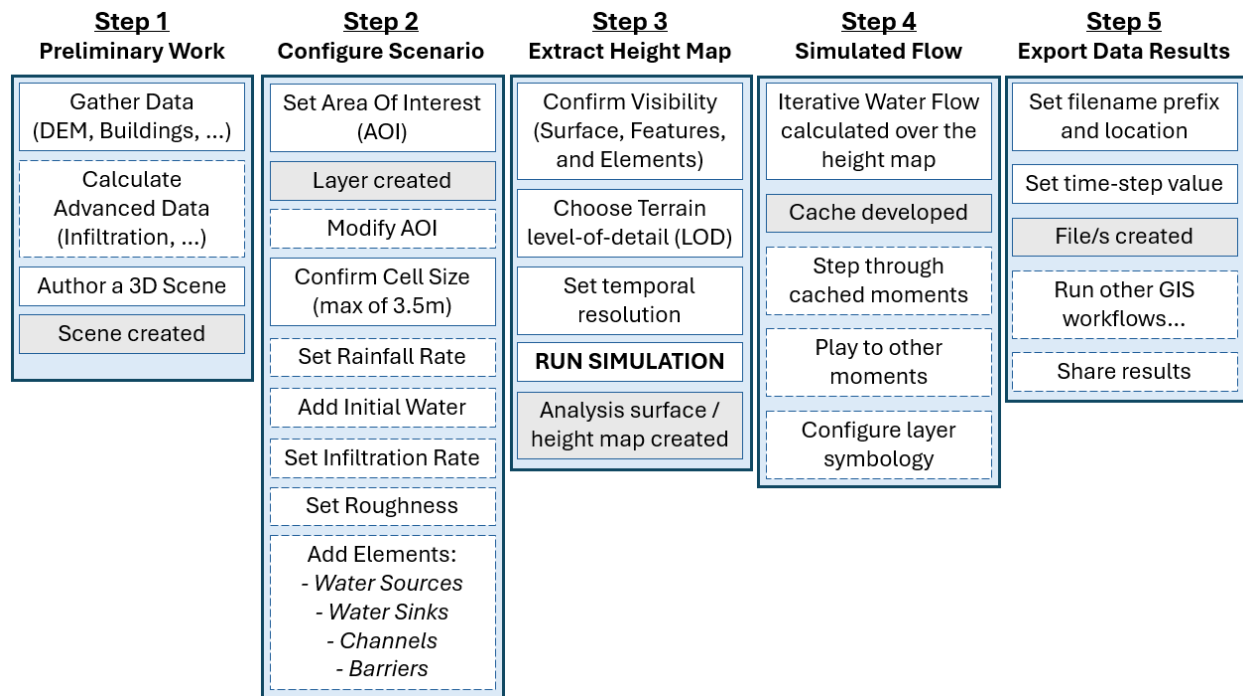 Step 1
Preliminary Work
Gather Data
(DEM, Buildings, ...)
Calculate
Advanced Data
(Infiltration, ...)
Author a 3D Scene
Scene created
Step 2
Configure Scenario
Set Area Of Interest
(AOI)
Layer created
Modify AOI
Confirm Cell Size
(max of 3.5m)
Set Rainfall Rate
Add Initial Water
Set Infiltration Rate
Set Roughness
Add Elements:
- Water Sources
- Water Sinks
- Channels
- Barriers
Step 3
Extract Height Map
Confirm Visibility
(Surface, Features,
and Elements)
Choose Terrain
level-of-detail (LOD)
Set temporal
resolution
RUN SIMULATION
Analysis surface /
height map created
Step 4
Simulated Flow
Iterative Water Flow
calculated over the
height map
Cache developed
Step through
cached moments
Play to other
moments
Configure layer
symbology
Step 5
Export Data Results
Set filename prefix
and location
Set time-step value
File/s created
Run other GIS
workflows...
Share results